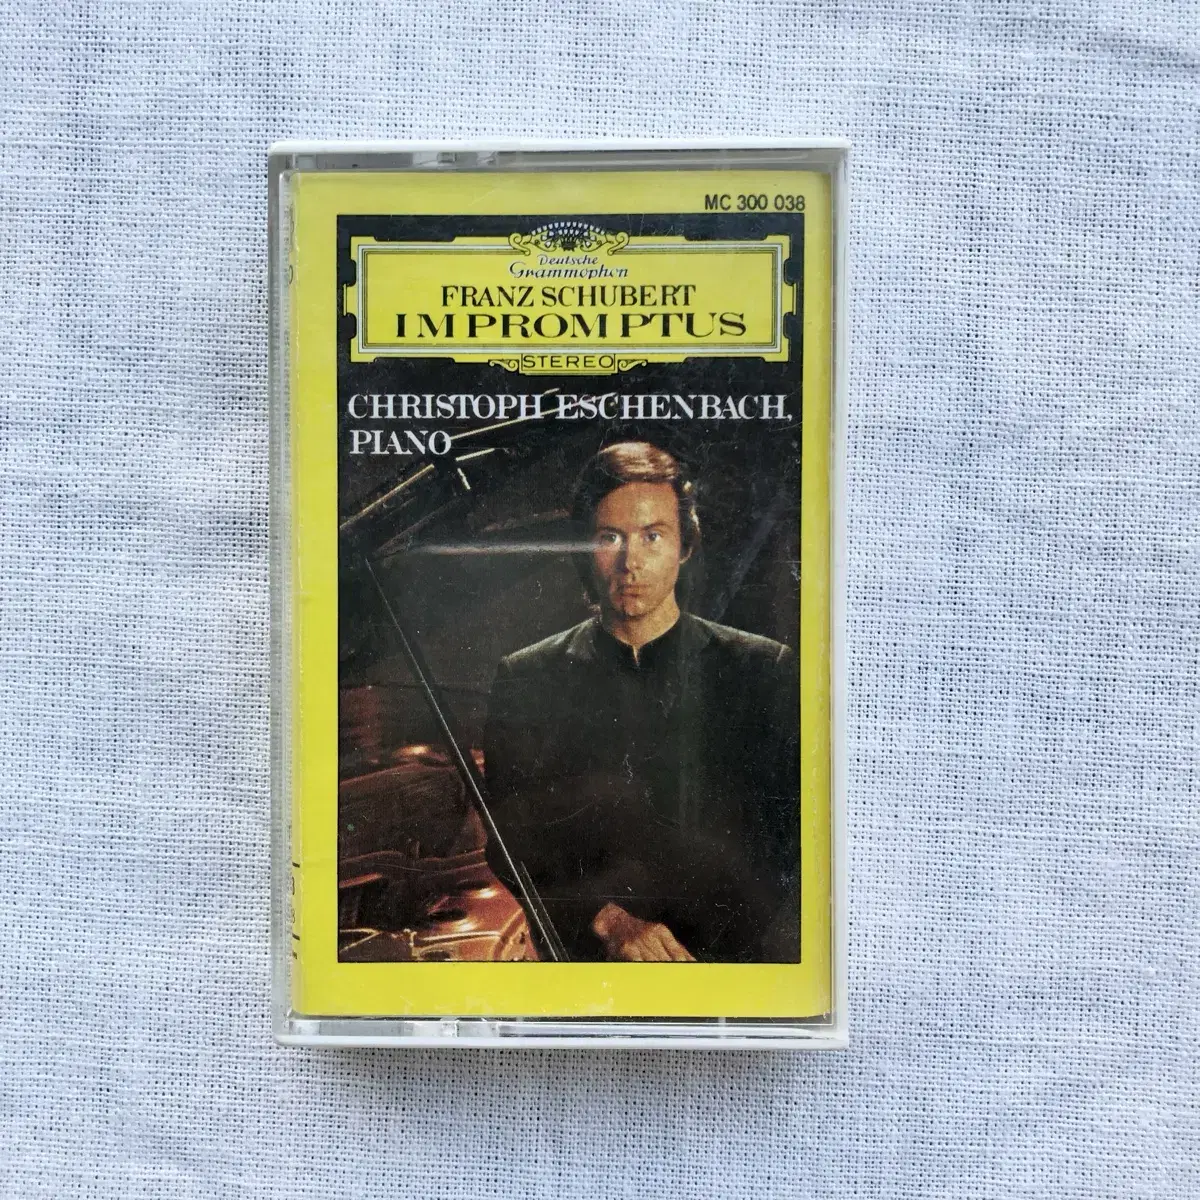 MC 300 038
Deutsche
Grammophon
FRANZ SCHUBERT
IMPROMPTUS
STEREO
CHRISTOPH ESCHENBACH,
PIANO